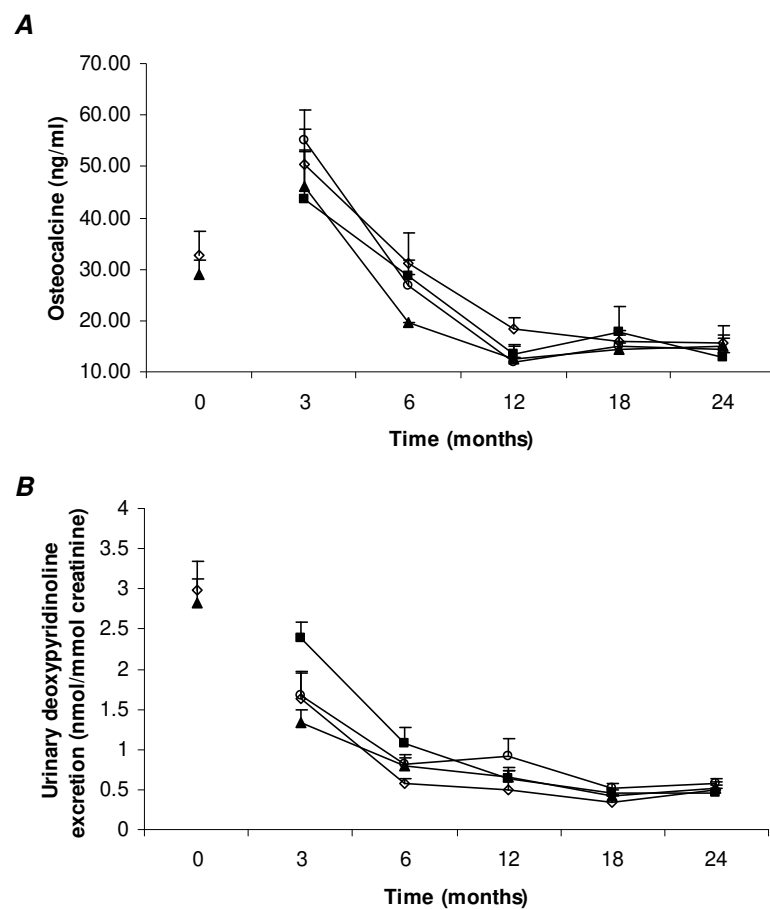 A
70.00
60.00
50.00
40.00
30.00
20.00
10.00
Osteocalcine (ng/ml)
0 3 6 12 18 24
Time (months)
B
4
3.5
3
2.5
2
1.5
1
0.5
0
Urinary deoxypyridinoline
excretion (nmol/mmol creatinine)
0 3 6 12 18 24
Time (months)